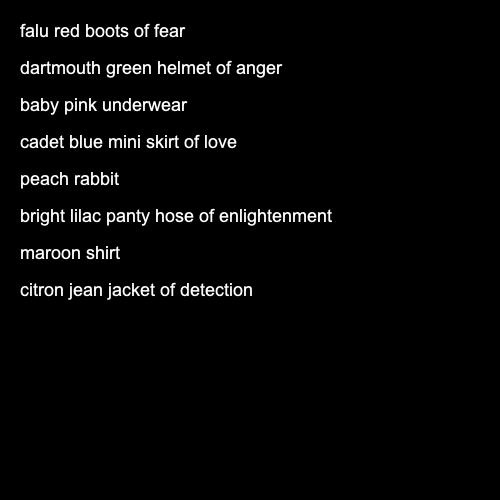 falu red boots of fear
dartmouth green helmet of anger
baby pink underwear
cadet blue mini skirt of love
peach rabbit
bright lilac panty hose of enlightenment
maroon shirt
citron jean jacket of detection